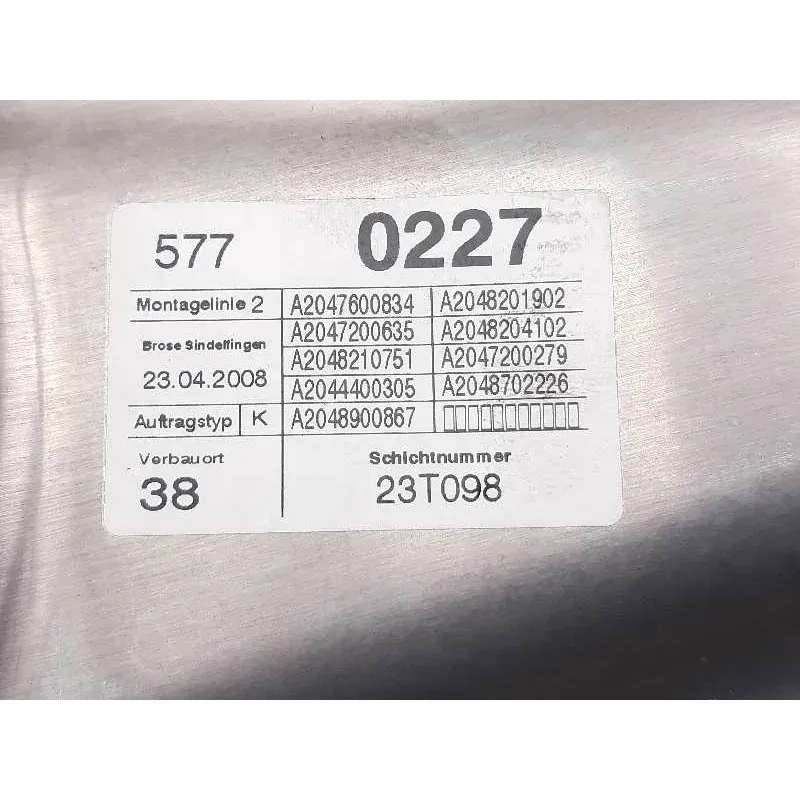 577 0227
Montagelinie 2 A2047600834 A2048201902
Brose Sindelfingen A2047200635 A2048204102
A2048210751 A2047200279
23.04.2008 A2044400305 A2048702226
Auftragstyp K A2048900867
Verbauort Schichtnummer
38 23T098